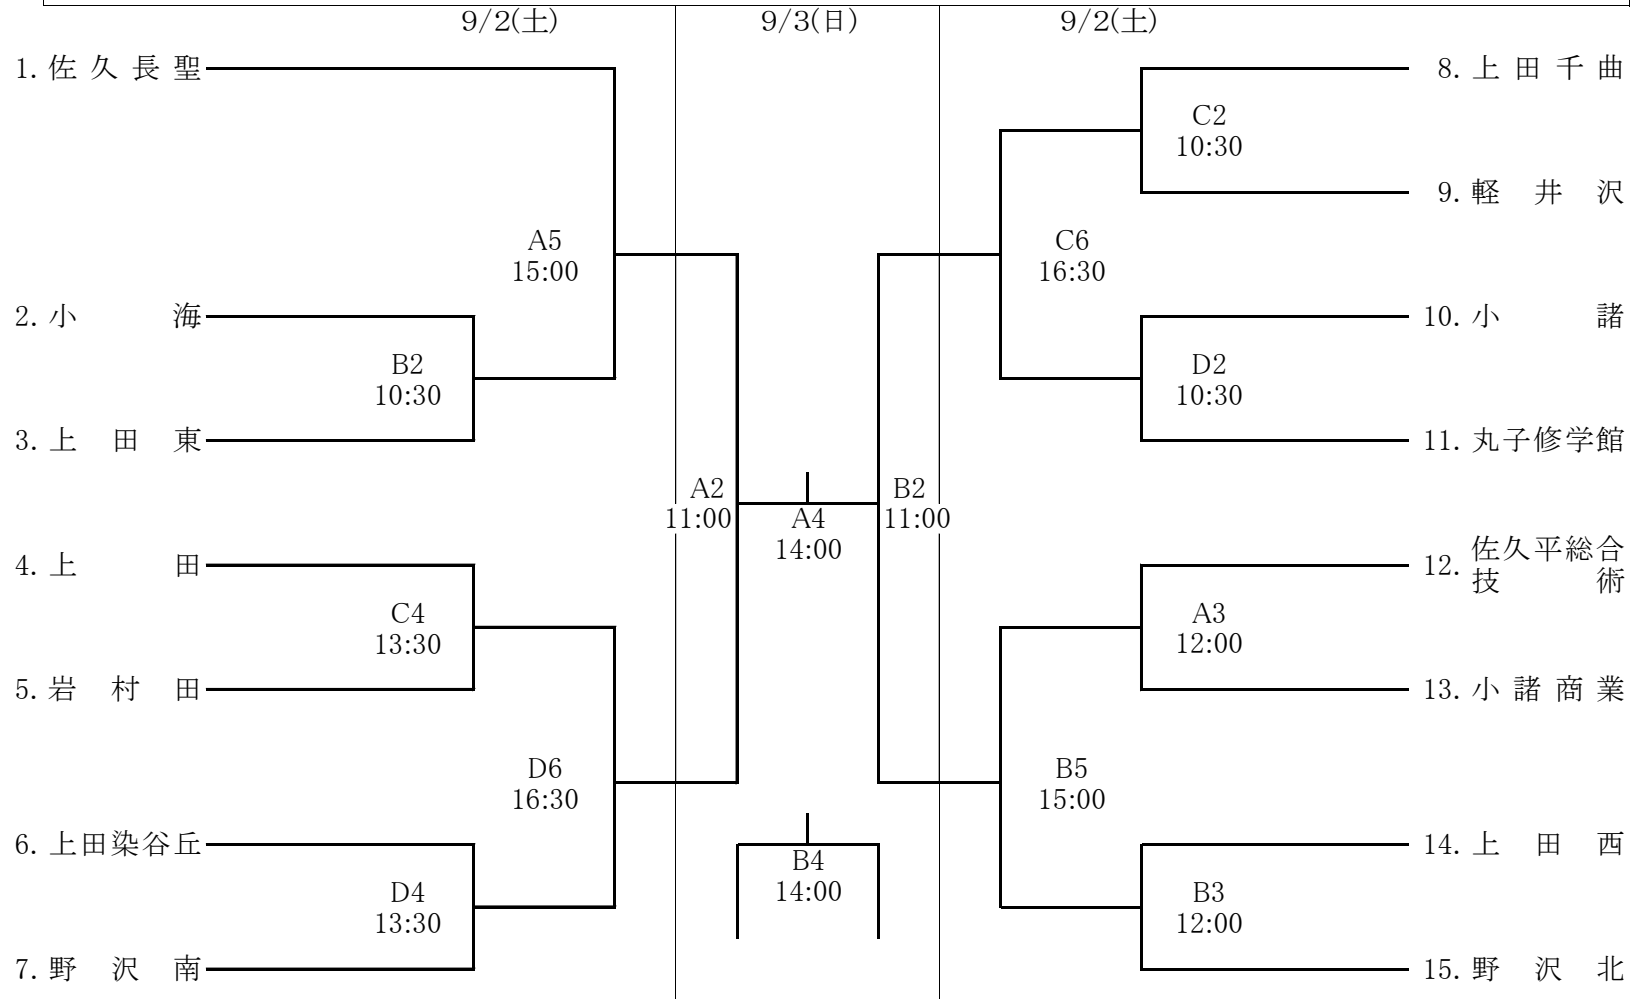 9/2(土)
9/3(日)
9/2(土)
1. 佐久長聖
A5
15:00
2. 小海
B2
10:30
3. 上田東
4. 上田
C4
13:30
5. 岩村田
D6
16:30
6. 上田染谷丘
D4
13:30
7. 野沢南
A2
11:00
A4
14:00
B2
11:00
B4
14:00
8. 上田千曲
C2
10:30
9. 軽井沢
C6
16:30
10. 小諸
D2
10:30
11. 丸子修学館
12. 佐久平総合
技術
A3
12:00
13. 小諸商業
B5
15:00
14. 上田西
B3
12:00
15. 野沢北